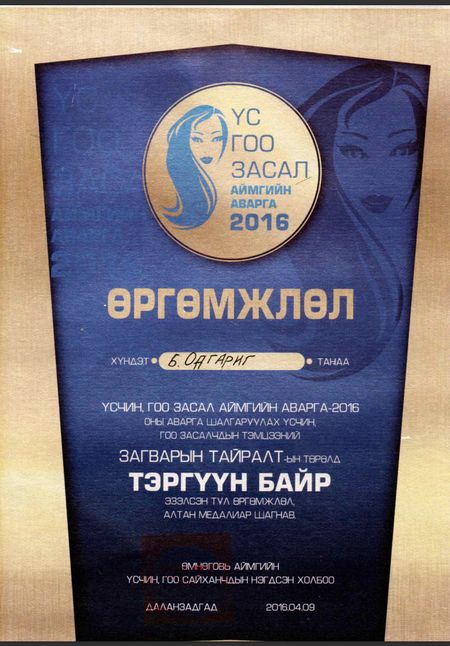 ҮС
ГОО
ЗАСАЛ
АЙМГИЙН
АВАРГА
2016
ӨРГӨМЖЛӨЛ
ХҮНДЭТ Б. Одгариг ТАНАА
ҮСЧИН, ГОО ЗАСАЛ АЙМГИЙН АВАРГА-2016
ОНЫ АВАРГА ШАЛГАРУУЛАХ ҮСЧИН,
ГОО ЗАСАЛЧДЫН ТЭМЦЭЭНИЙ
ЗАГВАРЫН ТАЙРАЛТ-ЫН ТӨРӨЛД
ТЭРГҮҮН БАЙР
ЭЗЭЛСЭН ТУЛ ӨРГӨМЖЛӨЛ,
АЛТАН МЕДАЛИАР ШАГНАВ.
ӨМНӨГОВЬ АЙМГИЙН
ҮСЧИН, ГОО САЙХАНЧДЫН НЭГДСЭН ХОЛБОО
ДАЛАНЗАДГАД 2016.04.09